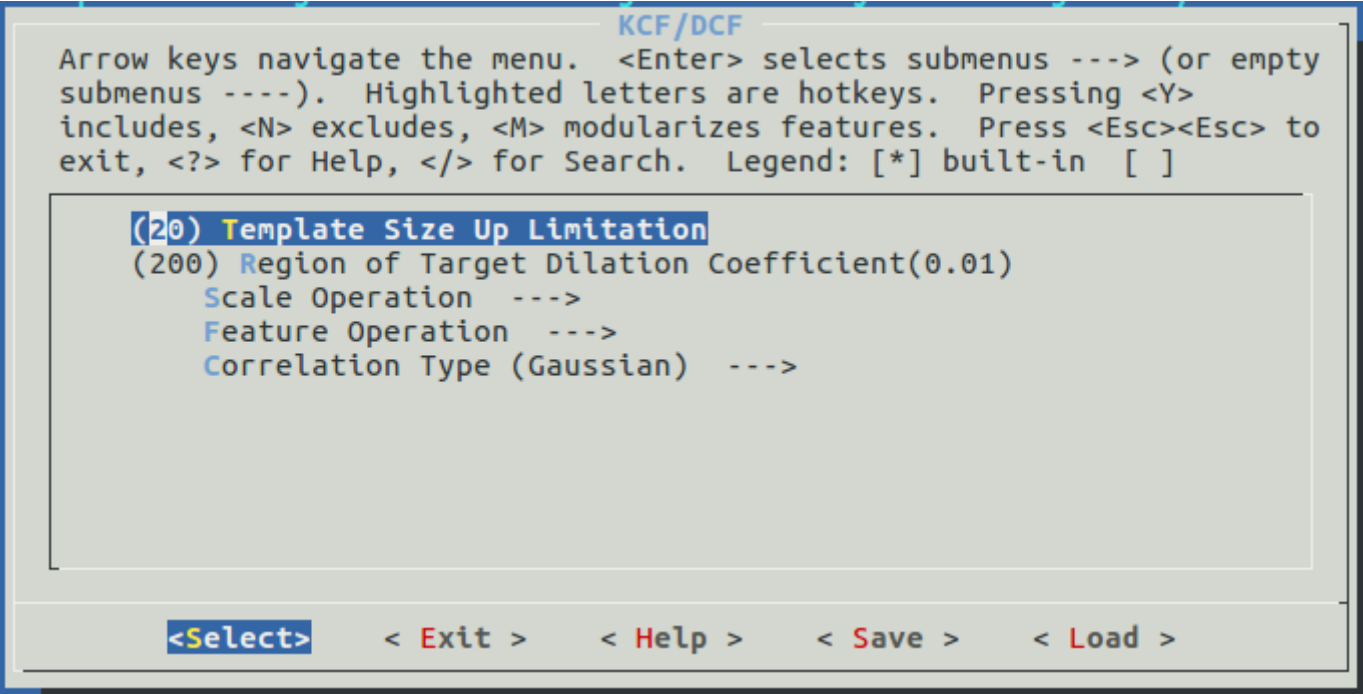 KCF/DCF
Arrow keys navigate the menu.  <Enter> selects submenus ---> (or empty
submenus ----).  Highlighted letters are hotkeys.  Pressing <Y>
includes, <N> excludes, <M> modularizes features.  Press <Esc><Esc> to
exit, <?> for Help, </> for Search.  Legend: [*] built-in  [ ]
(20) Template Size Up Limitation
(200) Region of Target Dilation Coefficient(0.01)
Scale Operation  --->
Feature Operation  --->
Correlation Type (Gaussian)  --->
<Select>    < Exit >    < Help >    < Save >    < Load >